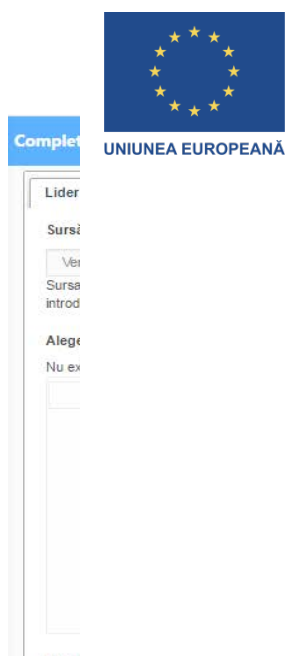 UNIUNEA EUROPEANĂ
Complet
Lider
Sursă
Ver
Sursa
introd
Alege
Nu ex